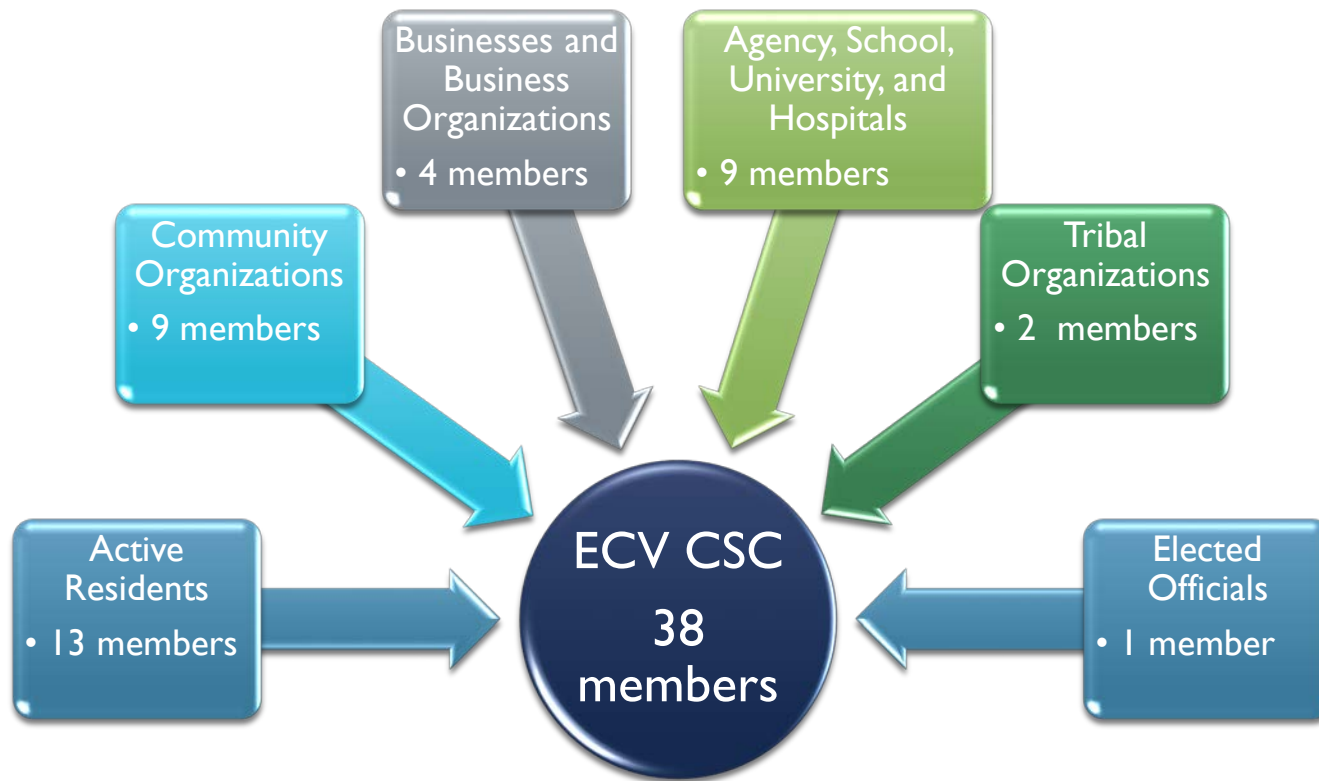 Businesses and
Business
Organizations
• 4 members
Agency, School,
University, and
Hospitals
• 9 members
Community
Organizations
• 9 members
Tribal
Organizations
• 2 members
Active
Residents
• 13 members
ECV CSC
38
members
Elected
Officials
• 1 member